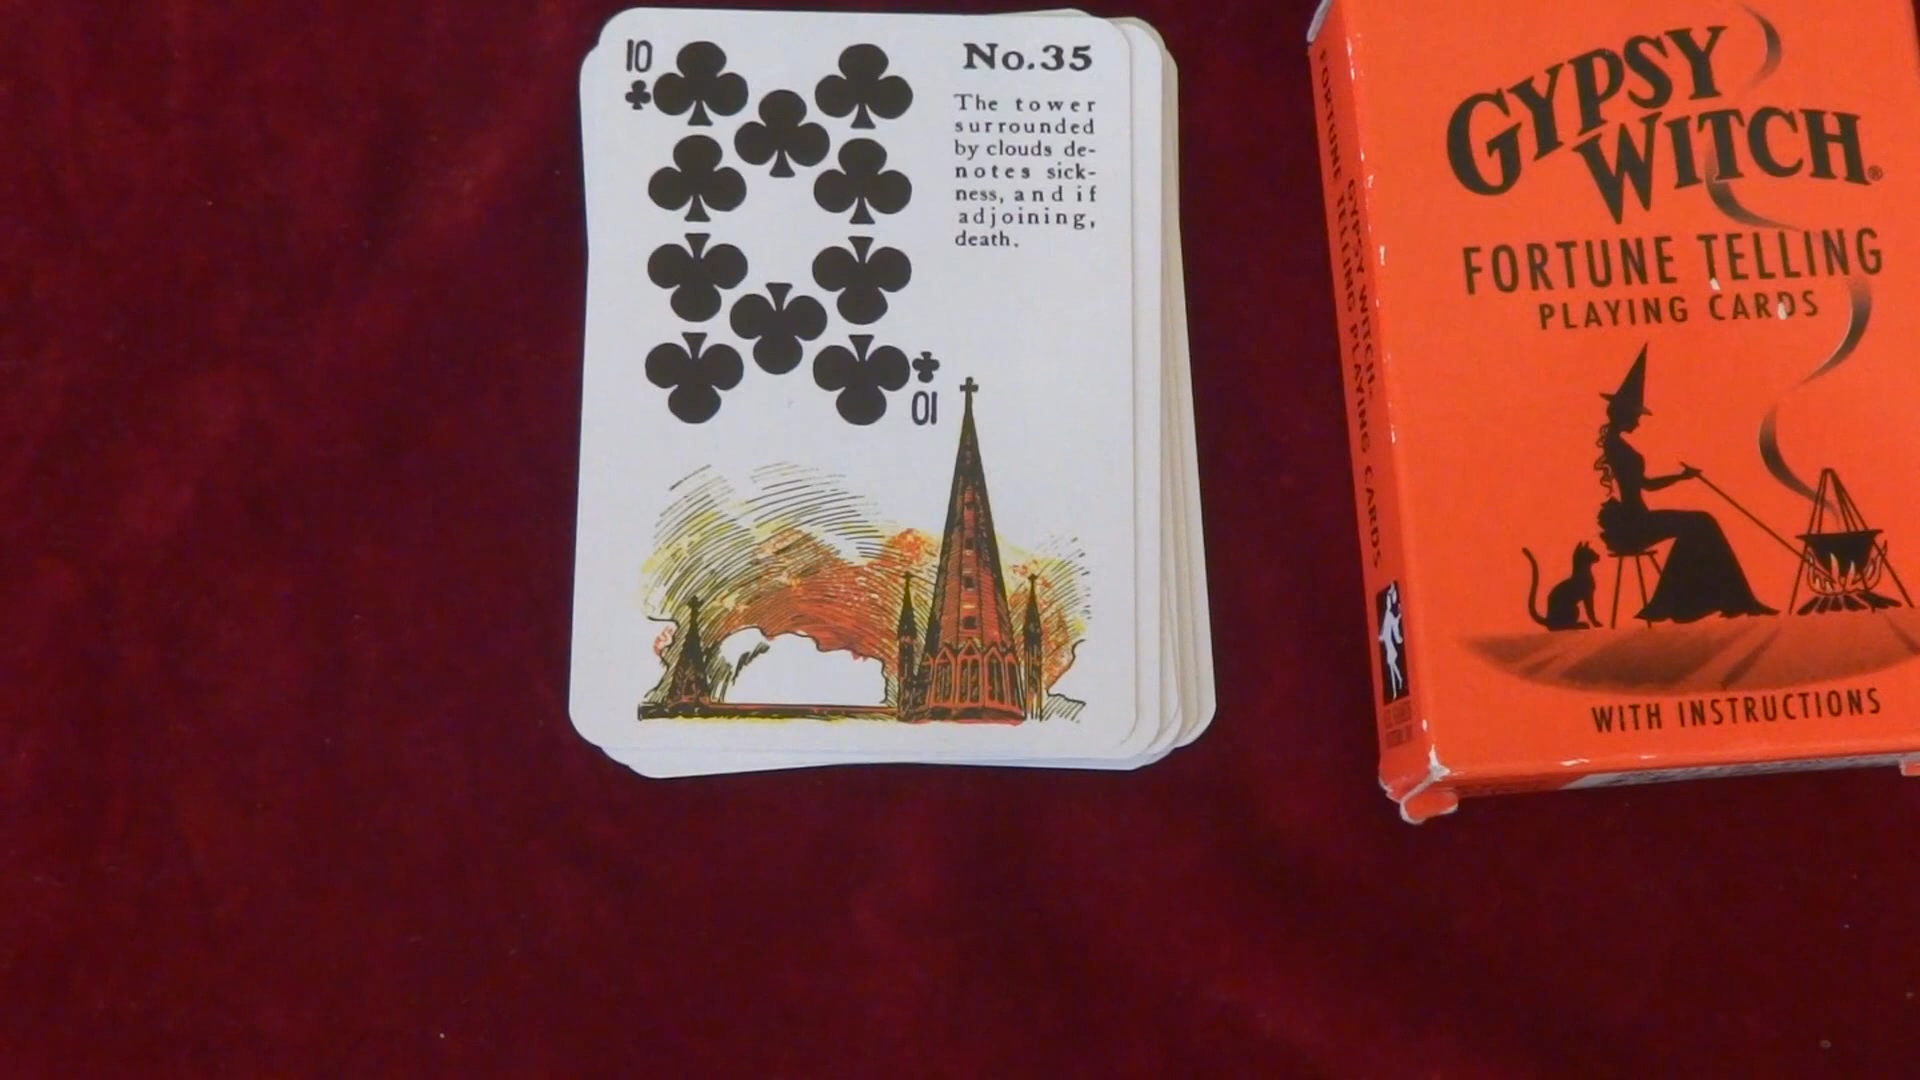 10
No.35
The tower
surrounded
by clouds de-
notes sick-
ness, and if
adjoining,
death.
10
GYPSY
WITCH®
FORTUNE TELLING
PLAYING CARDS
WITH INSTRUCTIONS
GYPSY WITCH®
FORTUNE TELLING PLAYING CARDS